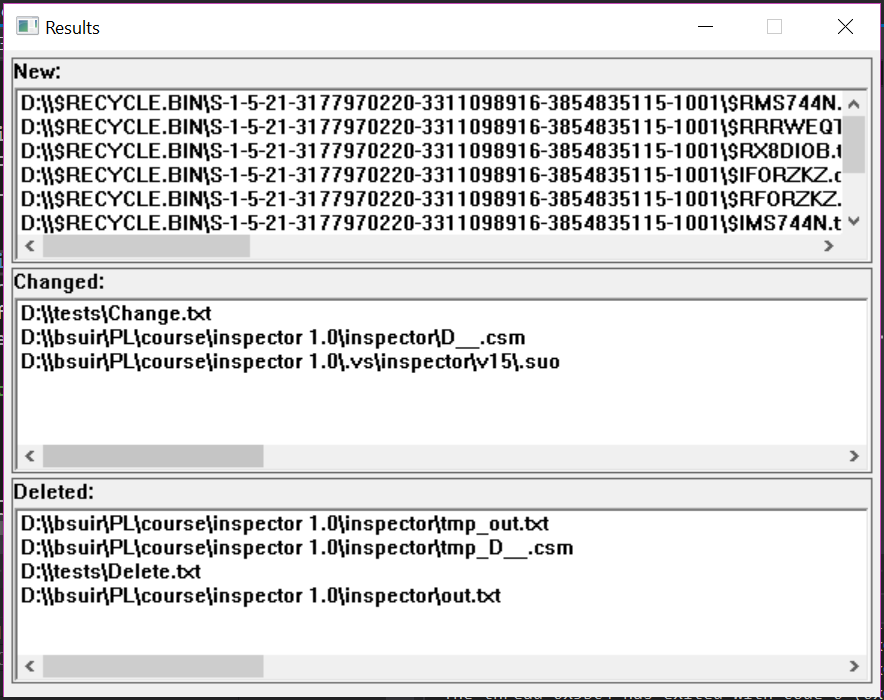 Results
New:
D:\\$RECYCLE.BIN\S-1-5-21-3177970220-3311098916-3854835115-1001\$RMS744N.
D:\\$RECYCLE.BIN\S-1-5-21-3177970220-3311098916-3854835115-1001\$RRRWEQT
D:\\$RECYCLE.BIN\S-1-5-21-3177970220-3311098916-3854835115-1001\$RX8DIOB.t
D:\\$RECYCLE.BIN\S-1-5-21-3177970220-3311098916-3854835115-1001\$IFORZKZ.c
D:\\$RECYCLE.BIN\S-1-5-21-3177970220-3311098916-3854835115-1001\$RFORZKZ.
D:\\$RECYCLE.BIN\S-1-5-21-3177970220-3311098916-3854835115-1001\$IMS744N.t
Changed:
D:\\tests\Change.txt
D:\\bsuir\PL\course\inspector 1.0\inspector\D__.csm
D:\\bsuir\PL\course\inspector 1.0\.vs\inspector\v15\.suo
Deleted:
D:\\bsuir\PL\course\inspector 1.0\inspector\tmp_out.txt
D:\\bsuir\PL\course\inspector 1.0\inspector\tmp_D__.csm
D:\\tests\Delete.txt
D:\\bsuir\PL\course\inspector 1.0\inspector\out.txt